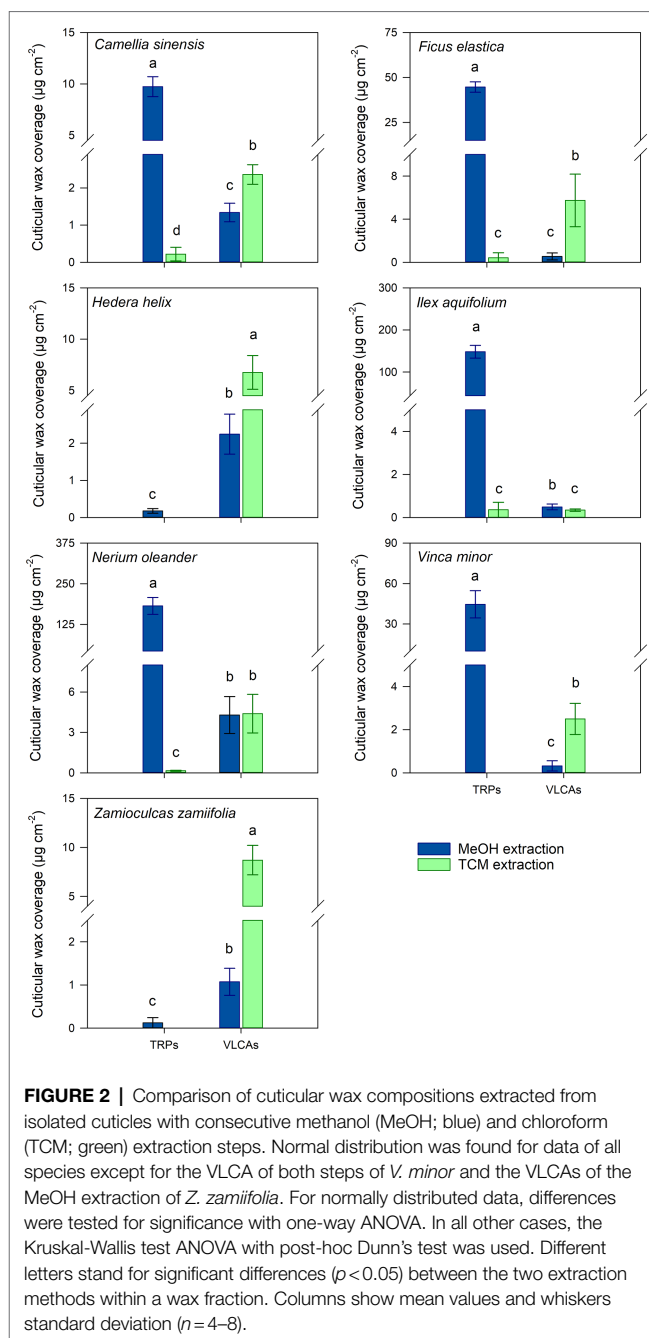 Camellia sinensis
Cuticular wax coverage (µg cm-2)
15
10
5
2
1
0
a
d
c
b
Ficus elastica
Cuticular wax coverage (µg cm-2)
75
50
25
8
4
0
a
c
c
b
Hedera helix
Cuticular wax coverage (µg cm-2)
15
10
5
2
1
0
c
b
a
Ilex aquifolium
Cuticular wax coverage (µg cm-2)
300
200
100
4
2
0
a
c
b
c
Nerium oleander
Cuticular wax coverage (µg cm-2)
375
250
125
6
3
0
a
c
b
b
Vinca minor
Cuticular wax coverage (µg cm-2)
90
60
30
4
2
0
a
c
b
TRPs VLCAs
Zamioculcas zamiifolia
Cuticular wax coverage (µg cm-2)
15
10
5
2
1
0
c
b
a
TRPs VLCAs
MeOH extraction
TCM extraction
FIGURE 2 | Comparison of cuticular wax compositions extracted from
isolated cuticles with consecutive methanol (MeOH; blue) and chloroform
(TCM; green) extraction steps. Normal distribution was found for data of all
species except for the VLCA of both steps of V. minor and the VLCAs of the
MeOH extraction of Z. zamiifolia. For normally distributed data, differences
were tested for significance with one-way ANOVA. In all other cases, the
Kruskal-Wallis test ANOVA with post-hoc Dunn's test was used. Different
letters stand for significant differences (p < 0.05) between the two extraction
methods within a wax fraction. Columns show mean values and whiskers
standard deviation (n = 4–8).